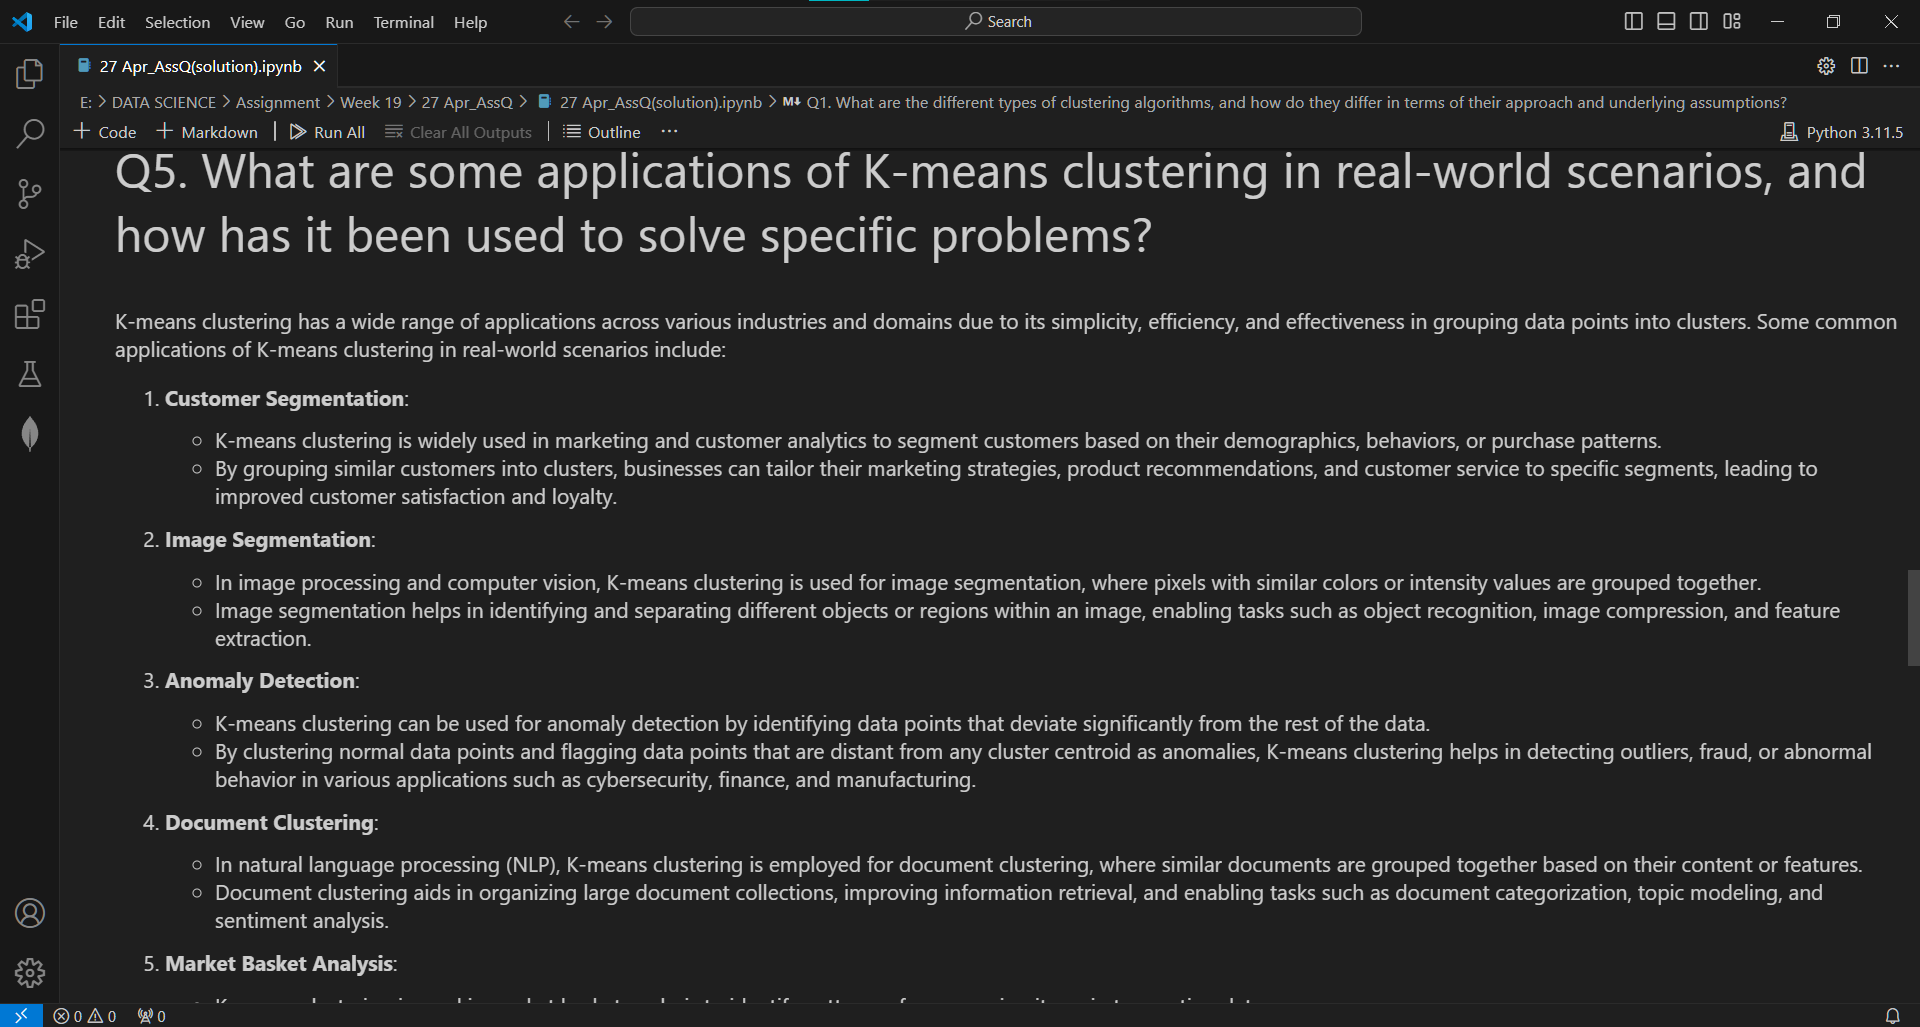 File Edit Selection View Go Run Terminal Help Search
27 Apr_AssQ(solution).ipynb
E: > DATA SCIENCE > Assignment > Week 19 > 27 Apr_AssQ > 27 Apr_AssQ(solution).ipynb > M↓ Q1. What are the different types of clustering algorithms, and how do they differ in terms of their approach and underlying assumptions?
+ Code + Markdown Run All Clear All Outputs Outline ... Python 3.11.5
Q5. What are some applications of K-means clustering in real-world scenarios, and
how has it been used to solve specific problems?
K-means clustering has a wide range of applications across various industries and domains due to its simplicity, efficiency, and effectiveness in grouping data points into clusters. Some common
applications of K-means clustering in real-world scenarios include:
1. Customer Segmentation:
○ K-means clustering is widely used in marketing and customer analytics to segment customers based on their demographics, behaviors, or purchase patterns.
○ By grouping similar customers into clusters, businesses can tailor their marketing strategies, product recommendations, and customer service to specific segments, leading to
improved customer satisfaction and loyalty.
2. Image Segmentation:
○ In image processing and computer vision, K-means clustering is used for image segmentation, where pixels with similar colors or intensity values are grouped together.
○ Image segmentation helps in identifying and separating different objects or regions within an image, enabling tasks such as object recognition, image compression, and feature
extraction.
3. Anomaly Detection:
○ K-means clustering can be used for anomaly detection by identifying data points that deviate significantly from the rest of the data.
○ By clustering normal data points and flagging data points that are distant from any cluster centroid as anomalies, K-means clustering helps in detecting outliers, fraud, or abnormal
behavior in various applications such as cybersecurity, finance, and manufacturing.
4. Document Clustering:
○ In natural language processing (NLP), K-means clustering is employed for document clustering, where similar documents are grouped together based on their content or features.
○ Document clustering aids in organizing large document collections, improving information retrieval, and enabling tasks such as document categorization, topic modeling, and
sentiment analysis.
5. Market Basket Analysis:
0 0 0